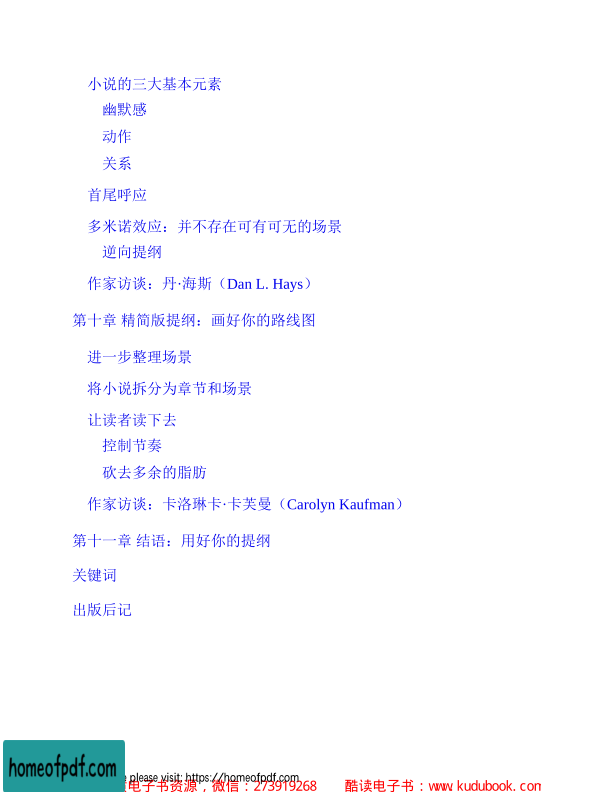 小说的三大基本元素
幽默感
动作
关系
首尾呼应
多米诺效应：并不存在可有可无的场景
逆向提纲
作家访谈：丹·海斯（Dan L. Hays）
第十章 精简版提纲：画好你的路线图
进一步整理场景
将小说拆分为章节和场景
让读者读下去
控制节奏
砍去多余的脂肪
作家访谈：卡洛琳卡·卡芙曼（Carolyn Kaufman）
第十一章 结语：用好你的提纲
关键词
出版后记
homeofpdf.com
please visit: https://homeofpdf.com
电子书资源，微信：273919268 酷读电子书：www.kudubook.com